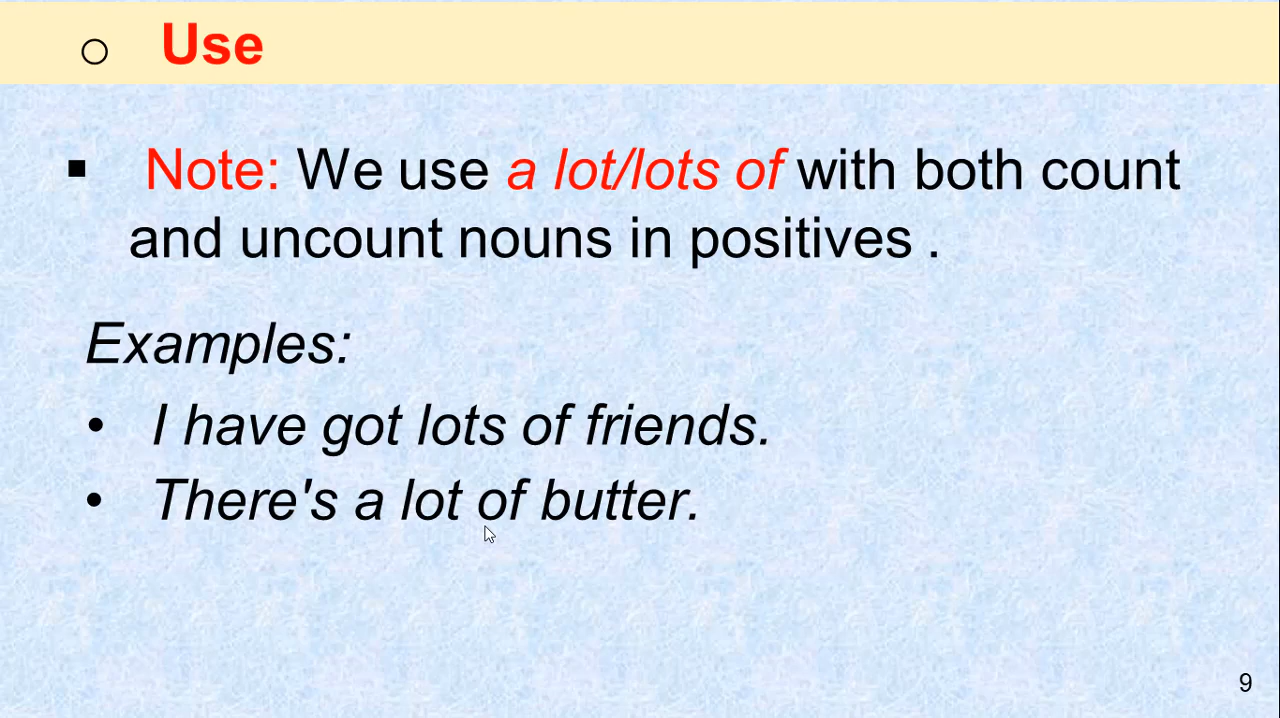 ○ Use
▪ Note: We use a lot/lots of with both count
and uncount nouns in positives .
Examples:
• I have got lots of friends.
• There's a lot of butter.
9